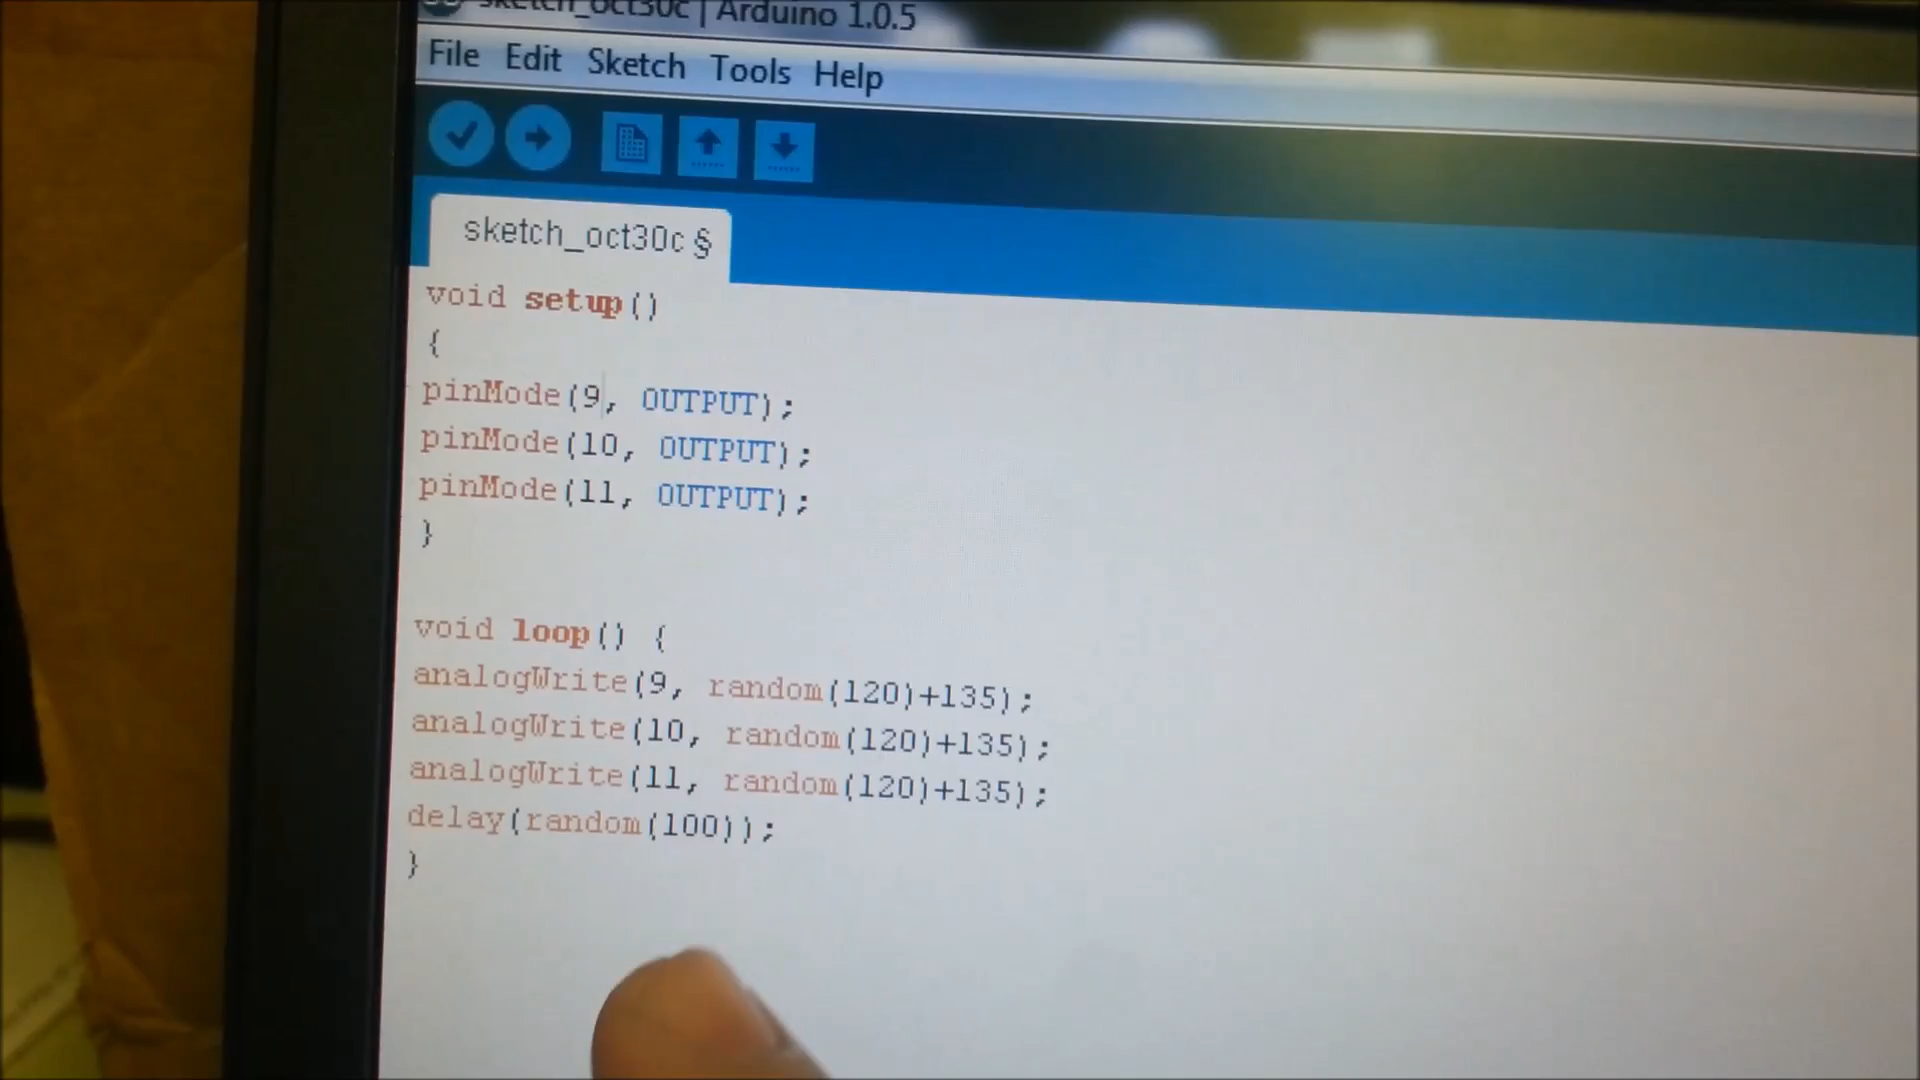 sketch_oct30c | Arduino 1.0.5
File Edit Sketch Tools Help
sketch_oct30c §
void setup()
{
pinMode(9, OUTPUT);
pinMode(10, OUTPUT);
pinMode(11, OUTPUT);
}
void loop() {
analogWrite(9, random(120)+135);
analogWrite(10, random(120)+135);
analogWrite(11, random(120)+135);
delay(random(100));
}